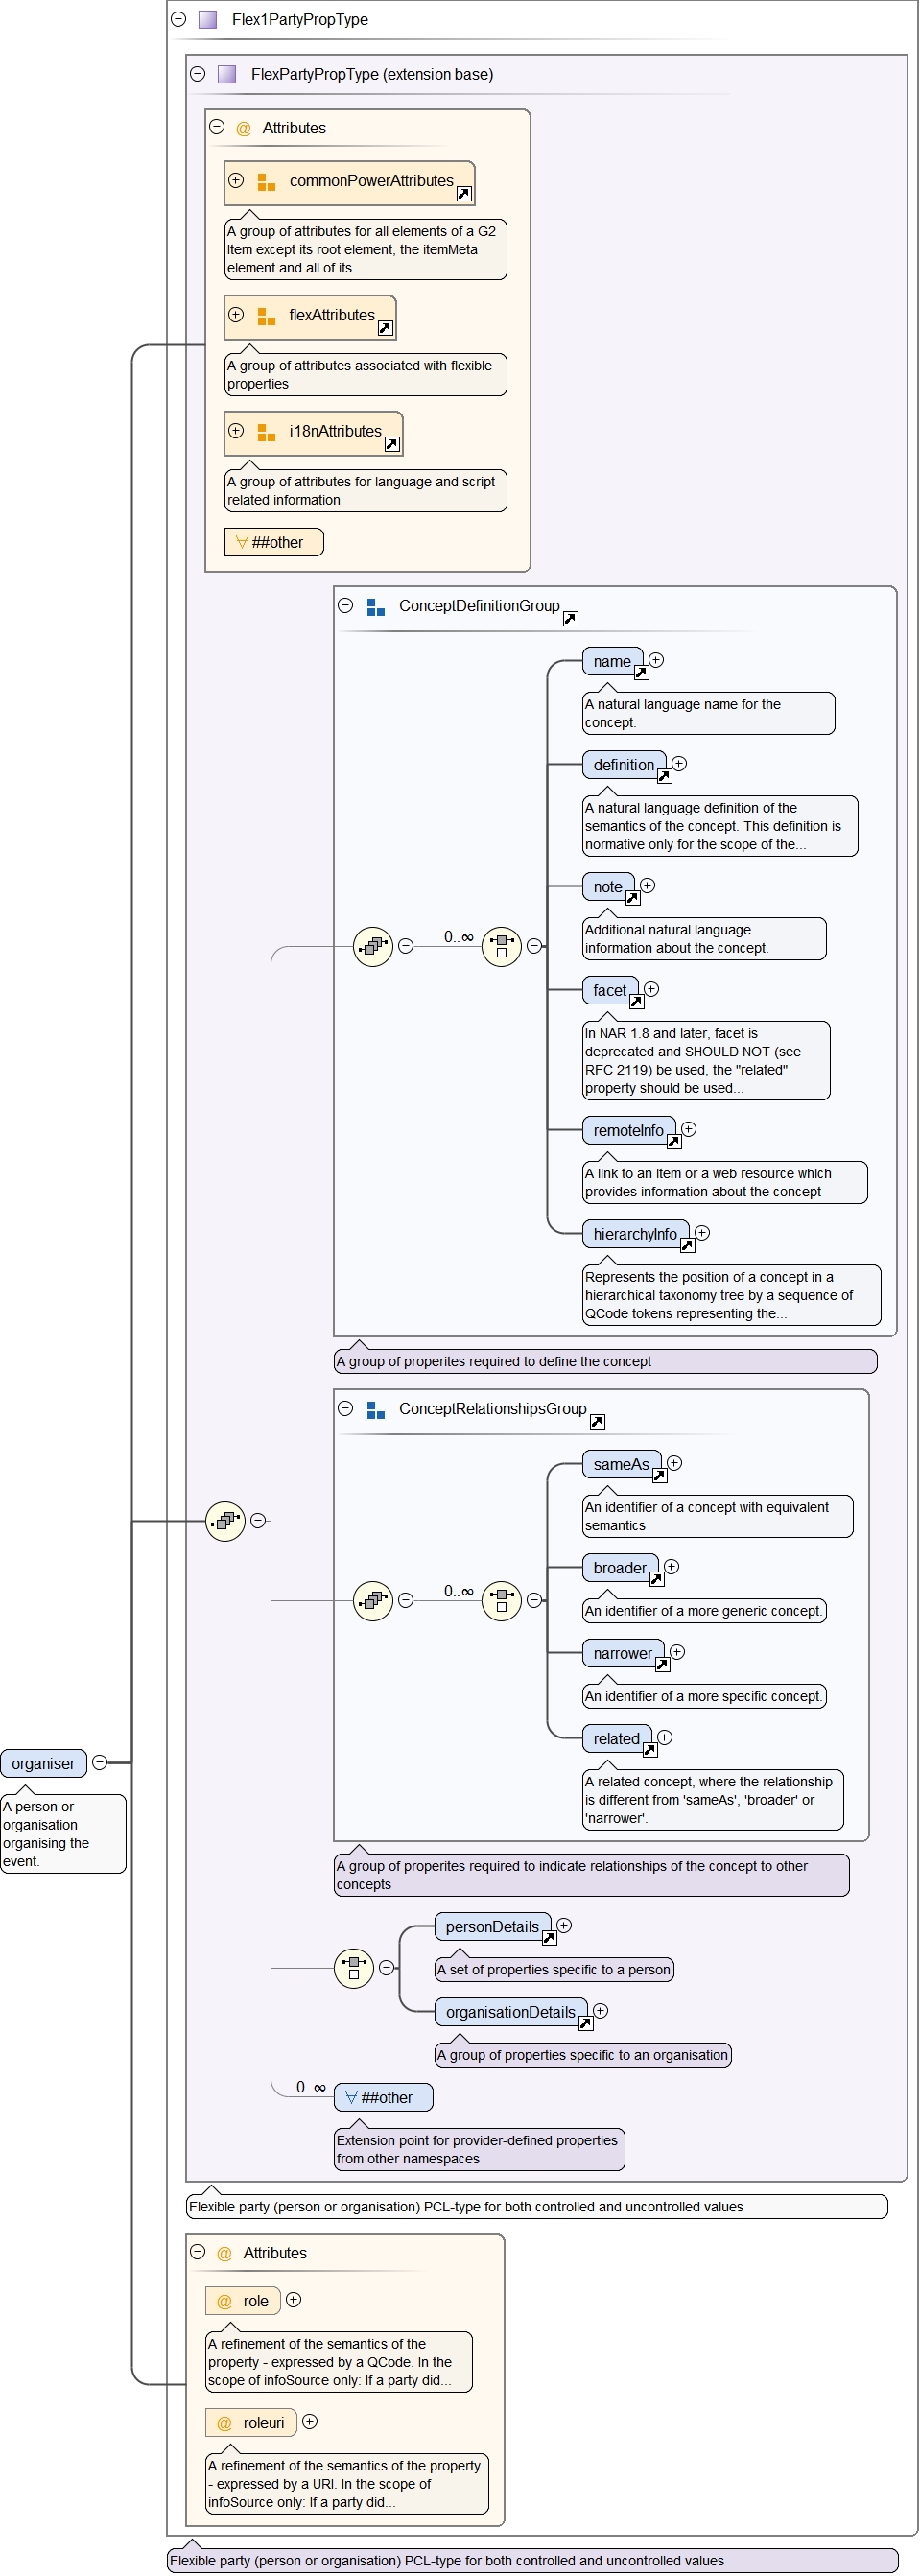 Flex1PartyPropType
FlexPartyPropType (extension base)
@ Attributes
commonPowerAttributes
A group of attributes for all elements of a G2
Item except its root element, the itemMeta
element and all of its...
flexAttributes
A group of attributes associated with flexible
properties
i18nAttributes
A group of attributes for language and script
related information
##other
ConceptDefinitionGroup
name
A natural language name for the
concept.
definition
A natural language definition of the
semantics of the concept. This definition is
normative only for the scope of the...
note
0..∞
Additional natural language
information about the concept.
facet
In NAR 1.8 and later, facet is
deprecated and SHOULD NOT (see
RFC 2119) be used, the "related"
property should be used...
remoteInfo
A link to an item or a web resource which
provides information about the concept
hierarchyInfo
Represents the position of a concept in a
hierarchical taxonomy tree by a sequence of
QCode tokens representing the...
A group of properites required to define the concept
ConceptRelationshipsGroup
sameAs
An identifier of a concept with equivalent
semantics
broader
0..∞
An identifier of a more generic concept.
narrower
An identifier of a more specific concept.
related
A related concept, where the relationship
is different from 'sameAs', 'broader' or
'narrower'.
organiser
A person or
organisation
organising the
event.
A group of properites required to indicate relationships of the concept to other
concepts
personDetails
A set of properties specific to a person
organisationDetails
A group of properties specific to an organisation
0..∞
##other
Extension point for provider-defined properties
from other namespaces
Flexible party (person or organisation) PCL-type for both controlled and uncontrolled values
@ Attributes
@ role
A refinement of the semantics of the
property - expressed by a QCode. In the
scope of infoSource only: If a party did...
@ roleuri
A refinement of the semantics of the property
- expressed by a URI. In the scope of
infoSource only: If a party did...
Flexible party (person or organisation) PCL-type for both controlled and uncontrolled values